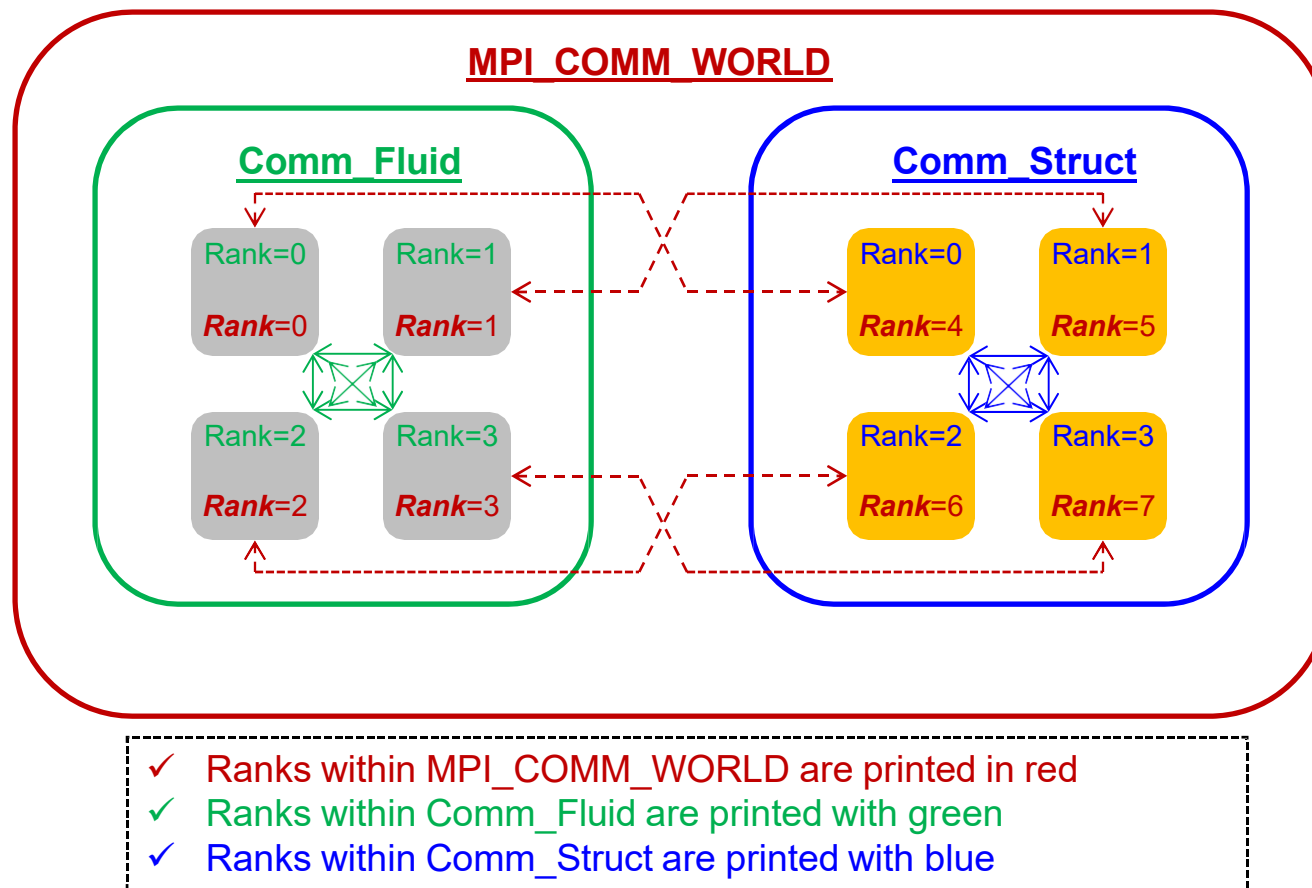 MPI_COMM_WORLD
Comm_Fluid
Comm_Struct
Rank=0
Rank=1
Rank=0
Rank=1
Rank=0
Rank=1
Rank=4
Rank=5
Rank=2
Rank=3
Rank=2
Rank=3
Rank=2
Rank=3
Rank=6
Rank=7
✓ Ranks within MPI_COMM_WORLD are printed in red
✓ Ranks within Comm_Fluid are printed with green
✓ Ranks within Comm_Struct are printed with blue